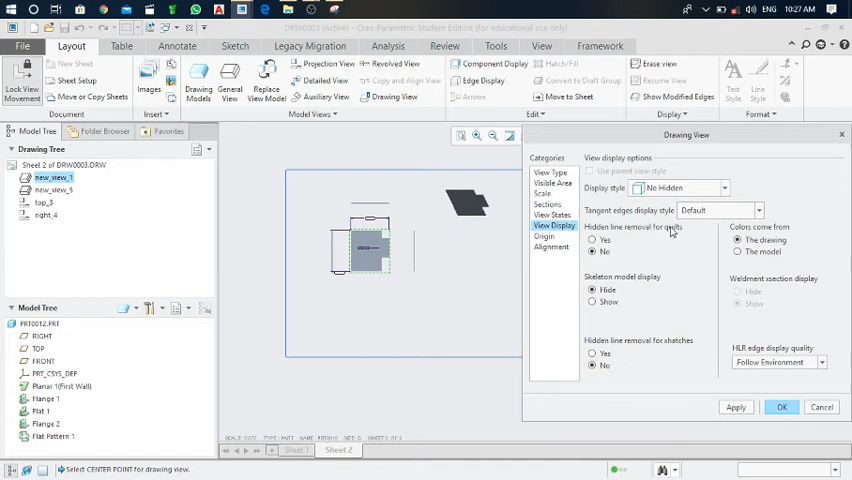 ENG 10:27 AM
DRW0003 (Active) - Creo Parametric Student Edition (for educational use only)
File Layout Table Annotate Sketch Legacy Migration Analysis Review Tools View Framework
Lock View Movement
New Sheet
Sheet Setup
Move or Copy Sheets
Document
Images
Insert
Drawing Models
General View
Replace View Model
Projection View
Detailed View
Auxiliary View
Revolved View
Copy and Align View
Drawing View
Model Views
Component Display
Edge Display
Arrows
Hatch/Fill
Convert to Draft Group
Move to Sheet
Edit
Erase view
Resume View
Show Modified Edges
Display
Text Style
Line Style
Format
Model Tree Folder Browser Favorites
Drawing Tree
Sheet 2 of DRW0003.DRW
new_view_1
new_view_5
top_3
right_4
Model Tree
PRT0012.PRT
RIGHT
TOP
FRONT
PRT_CSYS_DEF
Planar 1(First Wall)
Flange 1
Flat 1
Flange 2
Flat Pattern 1
Drawing View
Categories
View Type
Visible Area
Scale
Sections
View States
View Display
Origin
Alignment
View display options
Use parent view style
Display style No Hidden
Tangent edges display style Default
Hidden line removal for quilts
Yes
No
Colors come from
The drawing
The model
Skeleton model display
Hide
Show
Weldment xsection display
Hide
Show
Hidden line removal for xhatches
Yes
No
HLR edge display quality
Follow Environment
Apply OK Cancel
Sheet 1 Sheet 2
Select CENTER POINT for drawing view.